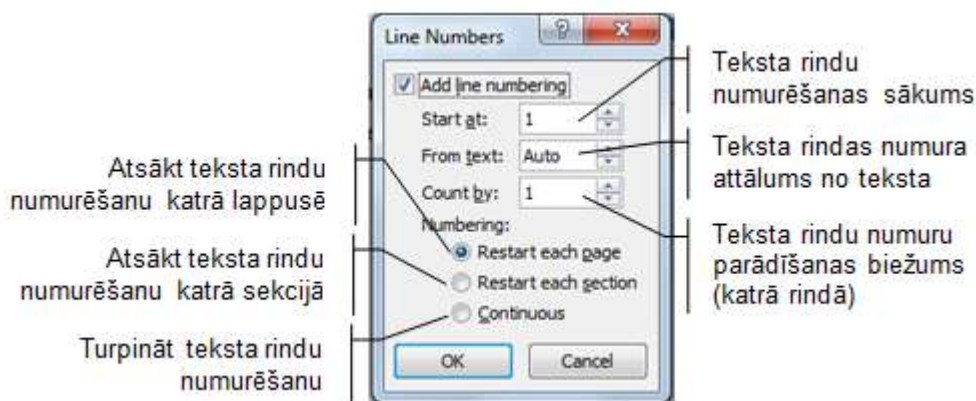 Line Numbers
Add line numbering
Start at:
1
From text:
Auto
Count by:
1
Numbering:
Restart each page
Restart each section
Continuous
OK
Cancel
Atsākt teksta rindu
numurēšanu katrā lappusē
Atsākt teksta rindu
numurēšanu katrā sekcijā
Turpināt teksta rindu
numurēšanu
Teksta rindu
numurēšanas sākums
Teksta rindas numura
attālums no teksta
Teksta rindu numuru
parādīšanas biežums
(katrā rindā)